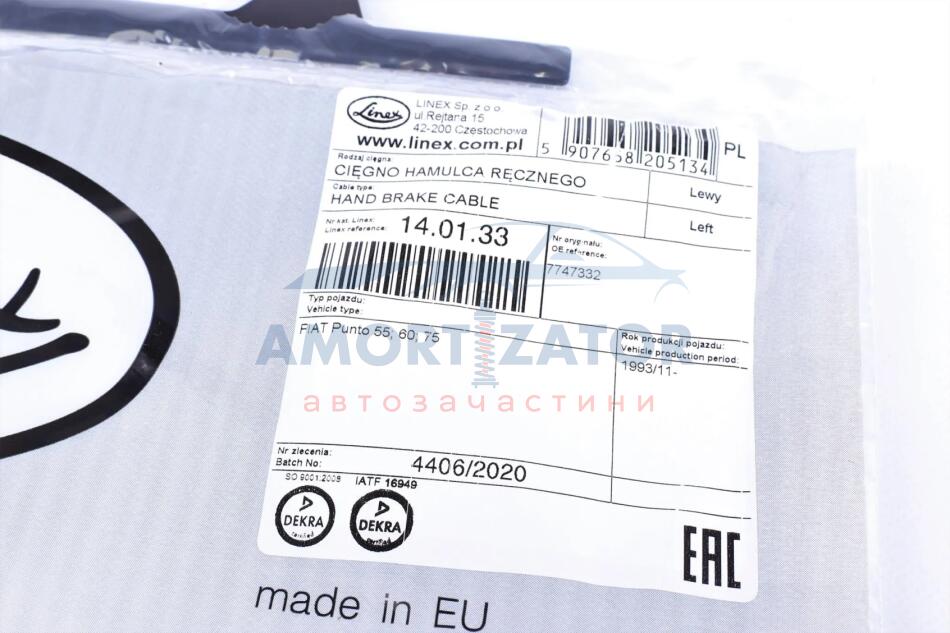 Linex
LINEX Sp. z o o
ul Rejtana 15
42-200 Czestochowa
www.linex.com.pl
5 907658 205134
PL
Rodzaj cięgna:
CIĘGNO HAMULCA RĘCZNEGO
Lewy
Cable type:
HAND BRAKE CABLE
Left
Nr kat. Linex:
Linex reference:
14.01.33
Nr oryginału:
OE reference:
7747332
Typ pojazdu:
Vehicle type:
FIAT Punto 55; 60; 75
Rok produkcji pojazdu:
Vehicle production period:
1993/11-
AMORTIZATOR
автозачастини
Nr zlecenia:
Batch No:
4406/2020
ISO 9001:2008
IATF 16949
DEKRA
certified
DEKRA
certified
EAC
made in EU